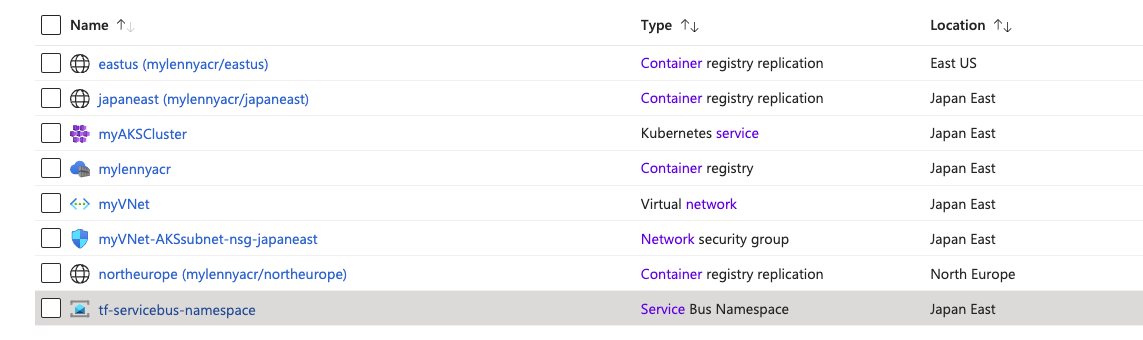 Name Type Location
eastus (mylennyacr/eastus) Container registry replication East US
japaneast (mylennyacr/japaneast) Container registry replication Japan East
myAKSCluster Kubernetes service Japan East
mylennyacr Container registry Japan East
myVNet Virtual network Japan East
myVNet-AKSsubnet-nsg-japaneast Network security group Japan East
northeurope (mylennyacr/northeurope) Container registry replication North Europe
tf-servicebus-namespace Service Bus Namespace Japan East